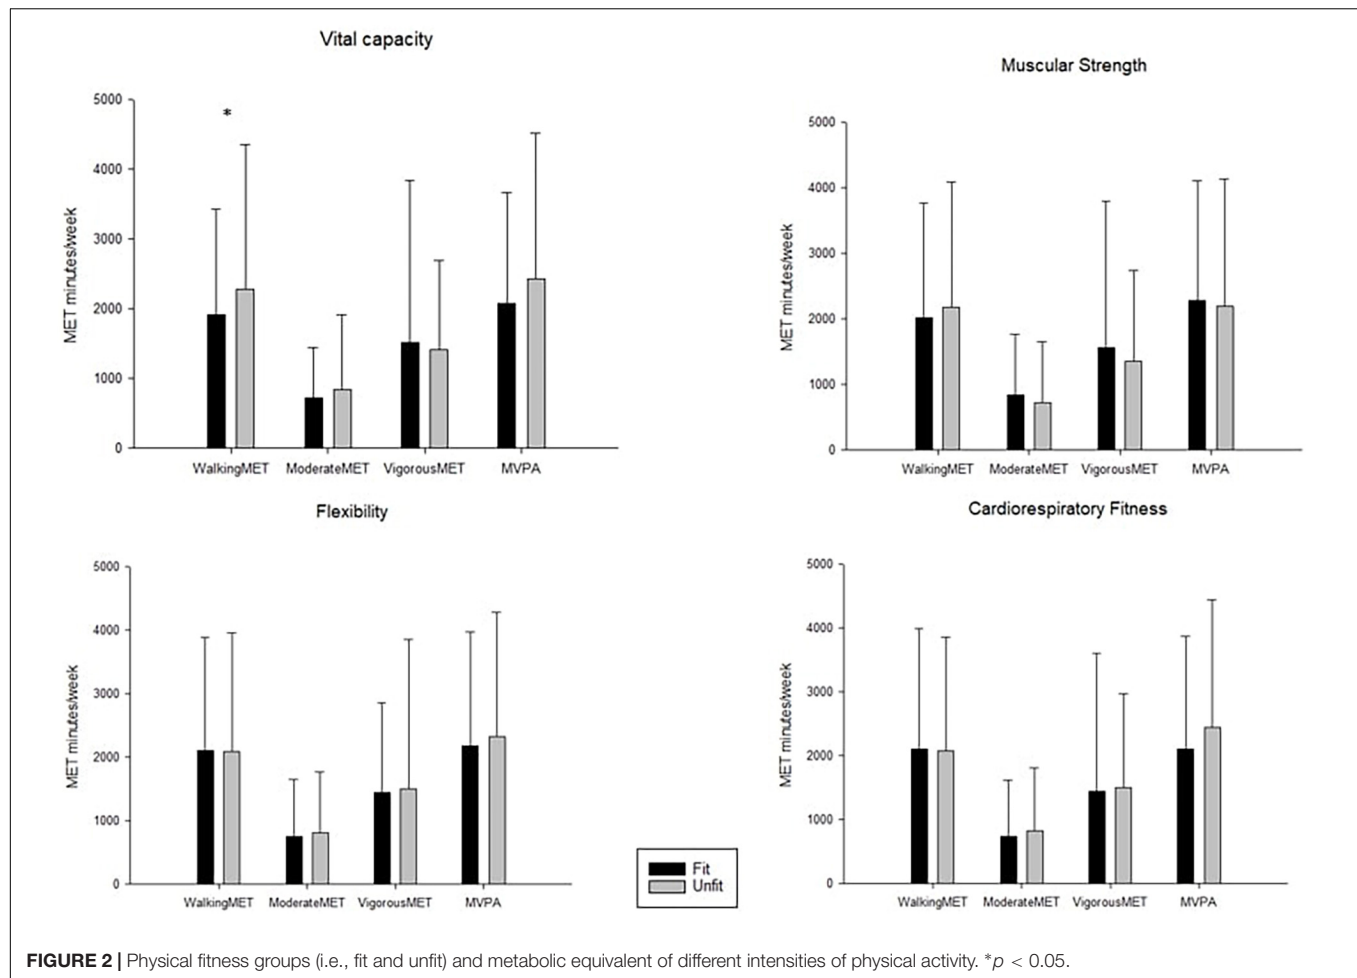 Vital capacity
*
5000
4000
3000
2000
1000
0
MET minutes/week
WalkingMET ModerateMET VigorousMET MVPA
Muscular Strength
5000
4000
3000
2000
1000
0
MET minutes/week
WalkingMET ModerateMET VigorousMET MVPA
Flexibility
5000
4000
3000
2000
1000
0
MET minutes/week
WalkingMET ModerateMET VigorousMET MVPA
Cardiorespiratory Fitness
5000
4000
3000
2000
1000
0
MET minutes/week
WalkingMET ModerateMET VigorousMET MVPA
Fit
Unfit
FIGURE 2 | Physical fitness groups (i.e., fit and unfit) and metabolic equivalent of different intensities of physical activity. *p < 0.05.